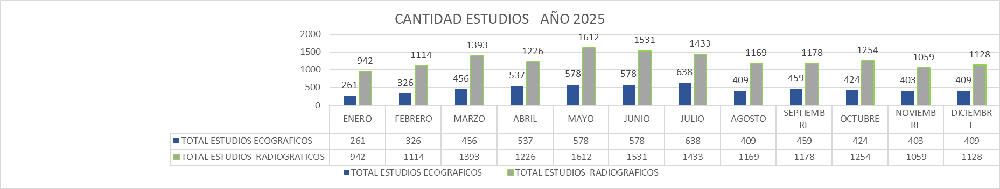 CANTIDAD ESTUDIOS   AÑO 2025
2000
1500
1000
500
0
942 1114 1393 1226 1612 1531 1433 1169 1178 1254 1059 1128
261 326 456 537 578 578 638 409 459 424 403 409
ENERO FEBRERO MARZO ABRIL MAYO JUNIO JULIO AGOSTO SEPTIEMB OCTUBRE NOVIEMB DICIEMBR
RE RE E
TOTAL ESTUDIOS ECOGRAFICOS 261 326 456 537 578 578 638 409 459 424 403 409
TOTAL ESTUDIOS  RADIOGRAFICOS 942 1114 1393 1226 1612 1531 1433 1169 1178 1254 1059 1128
TOTAL ESTUDIOS ECOGRAFICOS TOTAL ESTUDIOS  RADIOGRAFICOS